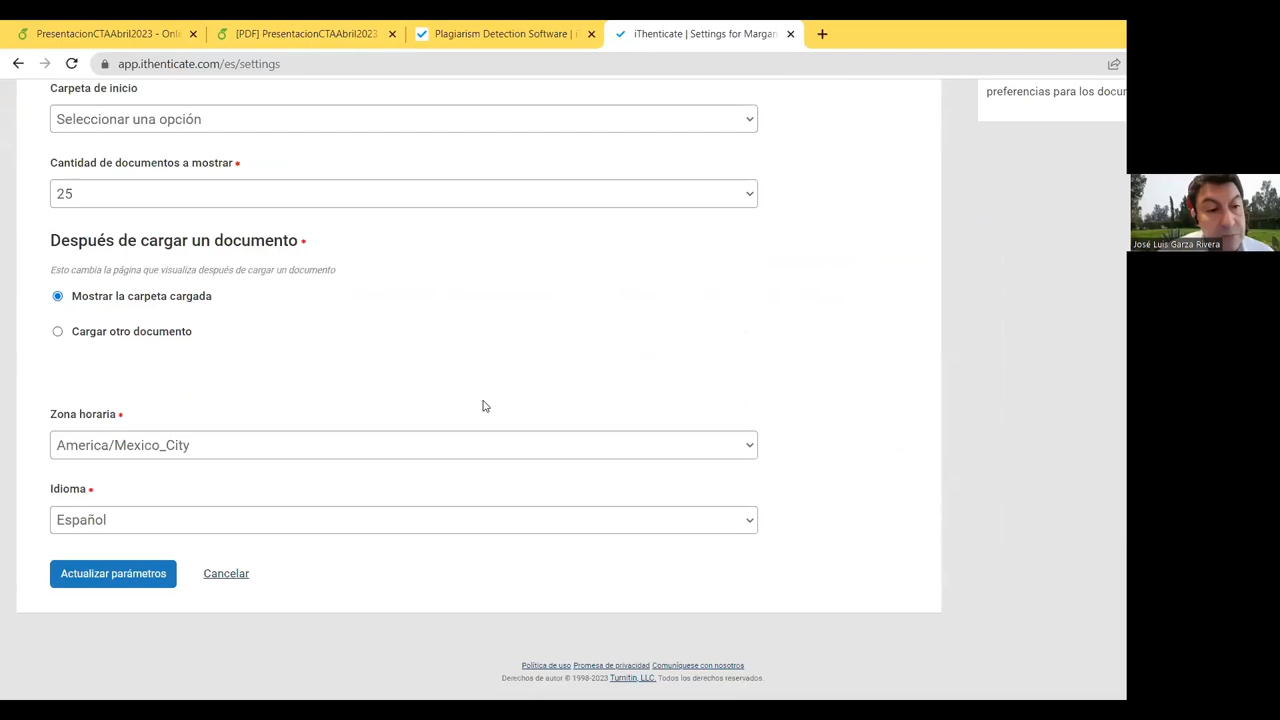 PresentacionCTAAbril2023 - Onl
[PDF] PresentacionCTAAbril2023
Plagiarism Detection Software | i
iThenticate | Settings for Margar
app.ithenticate.com/es/settings
Carpeta de inicio
preferencias para los docur
Seleccionar una opción
Cantidad de documentos a mostrar *
25
Después de cargar un documento *
Esto cambia la página que visualiza después de cargar un documento
Mostrar la carpeta cargada
Cargar otro documento
Zona horaria *
America/Mexico_City
Idioma *
Español
Actualizar parámetros
Cancelar
Política de uso Promesa de privacidad Comuníquese con nosotros
Derechos de autor © 1998-2023 Turnitin, LLC. Todos los derechos reservados.
José Luis Garza Rivera